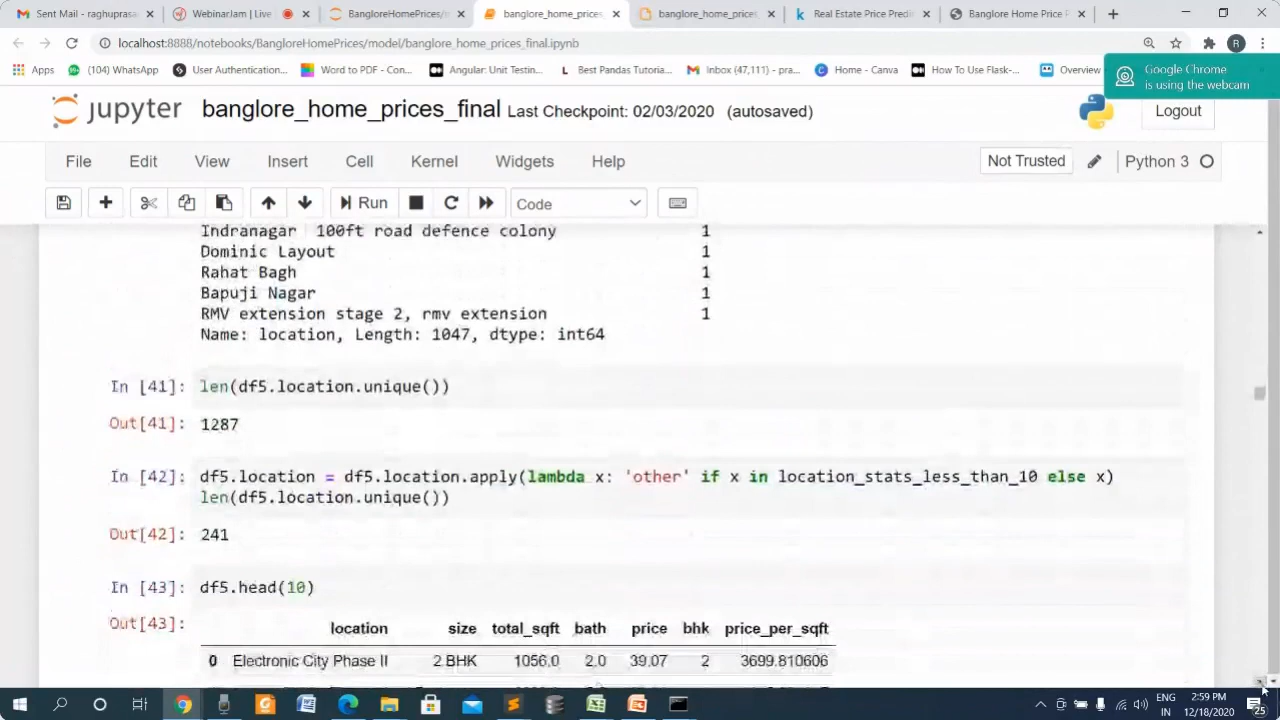 Sent Mail - raghuprasa
WebinarJam | Live
BangloreHomePrices/m
banglore_home_prices_
banglore_home_prices_
Real Estate Price Predi
Banglore Home Price P
localhost:8888/notebooks/BangloreHomePrices/model/banglore_home_prices_final.ipynb
R
Apps
(104) WhatsApp
User Authentication...
Word to PDF - Con...
Angular: Unit Testin...
Best Pandas Tutoria...
Inbox (47,111) - pra...
Home - Canva
How To Use Flask-...
Overview
Google Chrome
is using the webcam
jupyter banglore_home_prices_final Last Checkpoint: 02/03/2020 (autosaved)
Logout
File Edit View Insert Cell Kernel Widgets Help
Not Trusted
Python 3
Run
Code
Indranagar 100ft road defence colony 1
Dominic Layout 1
Rahat Bagh 1
Bapuji Nagar 1
RMV extension stage 2, rmv extension 1
Name: location, Length: 1047, dtype: int64
In [41]: len(df5.location.unique())
Out[41]: 1287
In [42]: df5.location = df5.location.apply(lambda x: 'other' if x in location_stats_less_than_10 else x)
len(df5.location.unique())
Out[42]: 241
In [43]: df5.head(10)
Out[43]:
location size total_sqft bath price bhk price_per_sqft
0 Electronic City Phase II 2 BHK 1056.0 2.0 39.07 2 3699.810606
ENG 2:59 PM
IN 12/18/2020 25